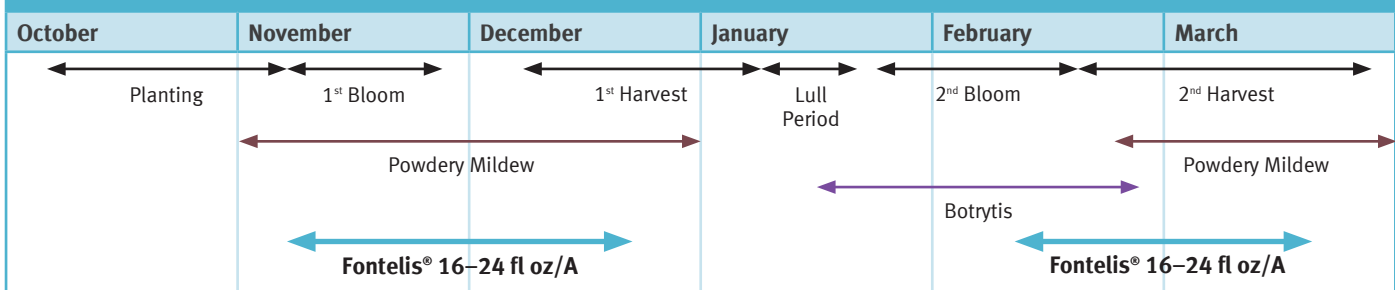 October November December January February March
Planting 1st Bloom 1st Harvest Lull Period 2nd Bloom 2nd Harvest
Powdery Mildew Powdery Mildew
Botrytis
Fontelis® 16–24 fl oz/A Fontelis® 16–24 fl oz/A